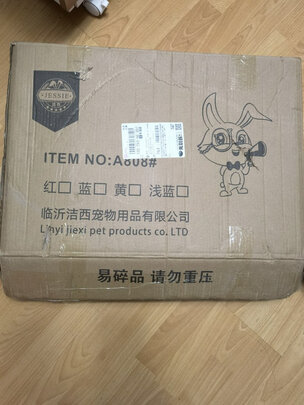 JESSIE
ITEM NO:A608#
红□ 蓝□ 黄□ 浅蓝□
临沂洁西宠物用品有限公司
Linyi jiexi pet products co. LTD
易碎品 请勿重压